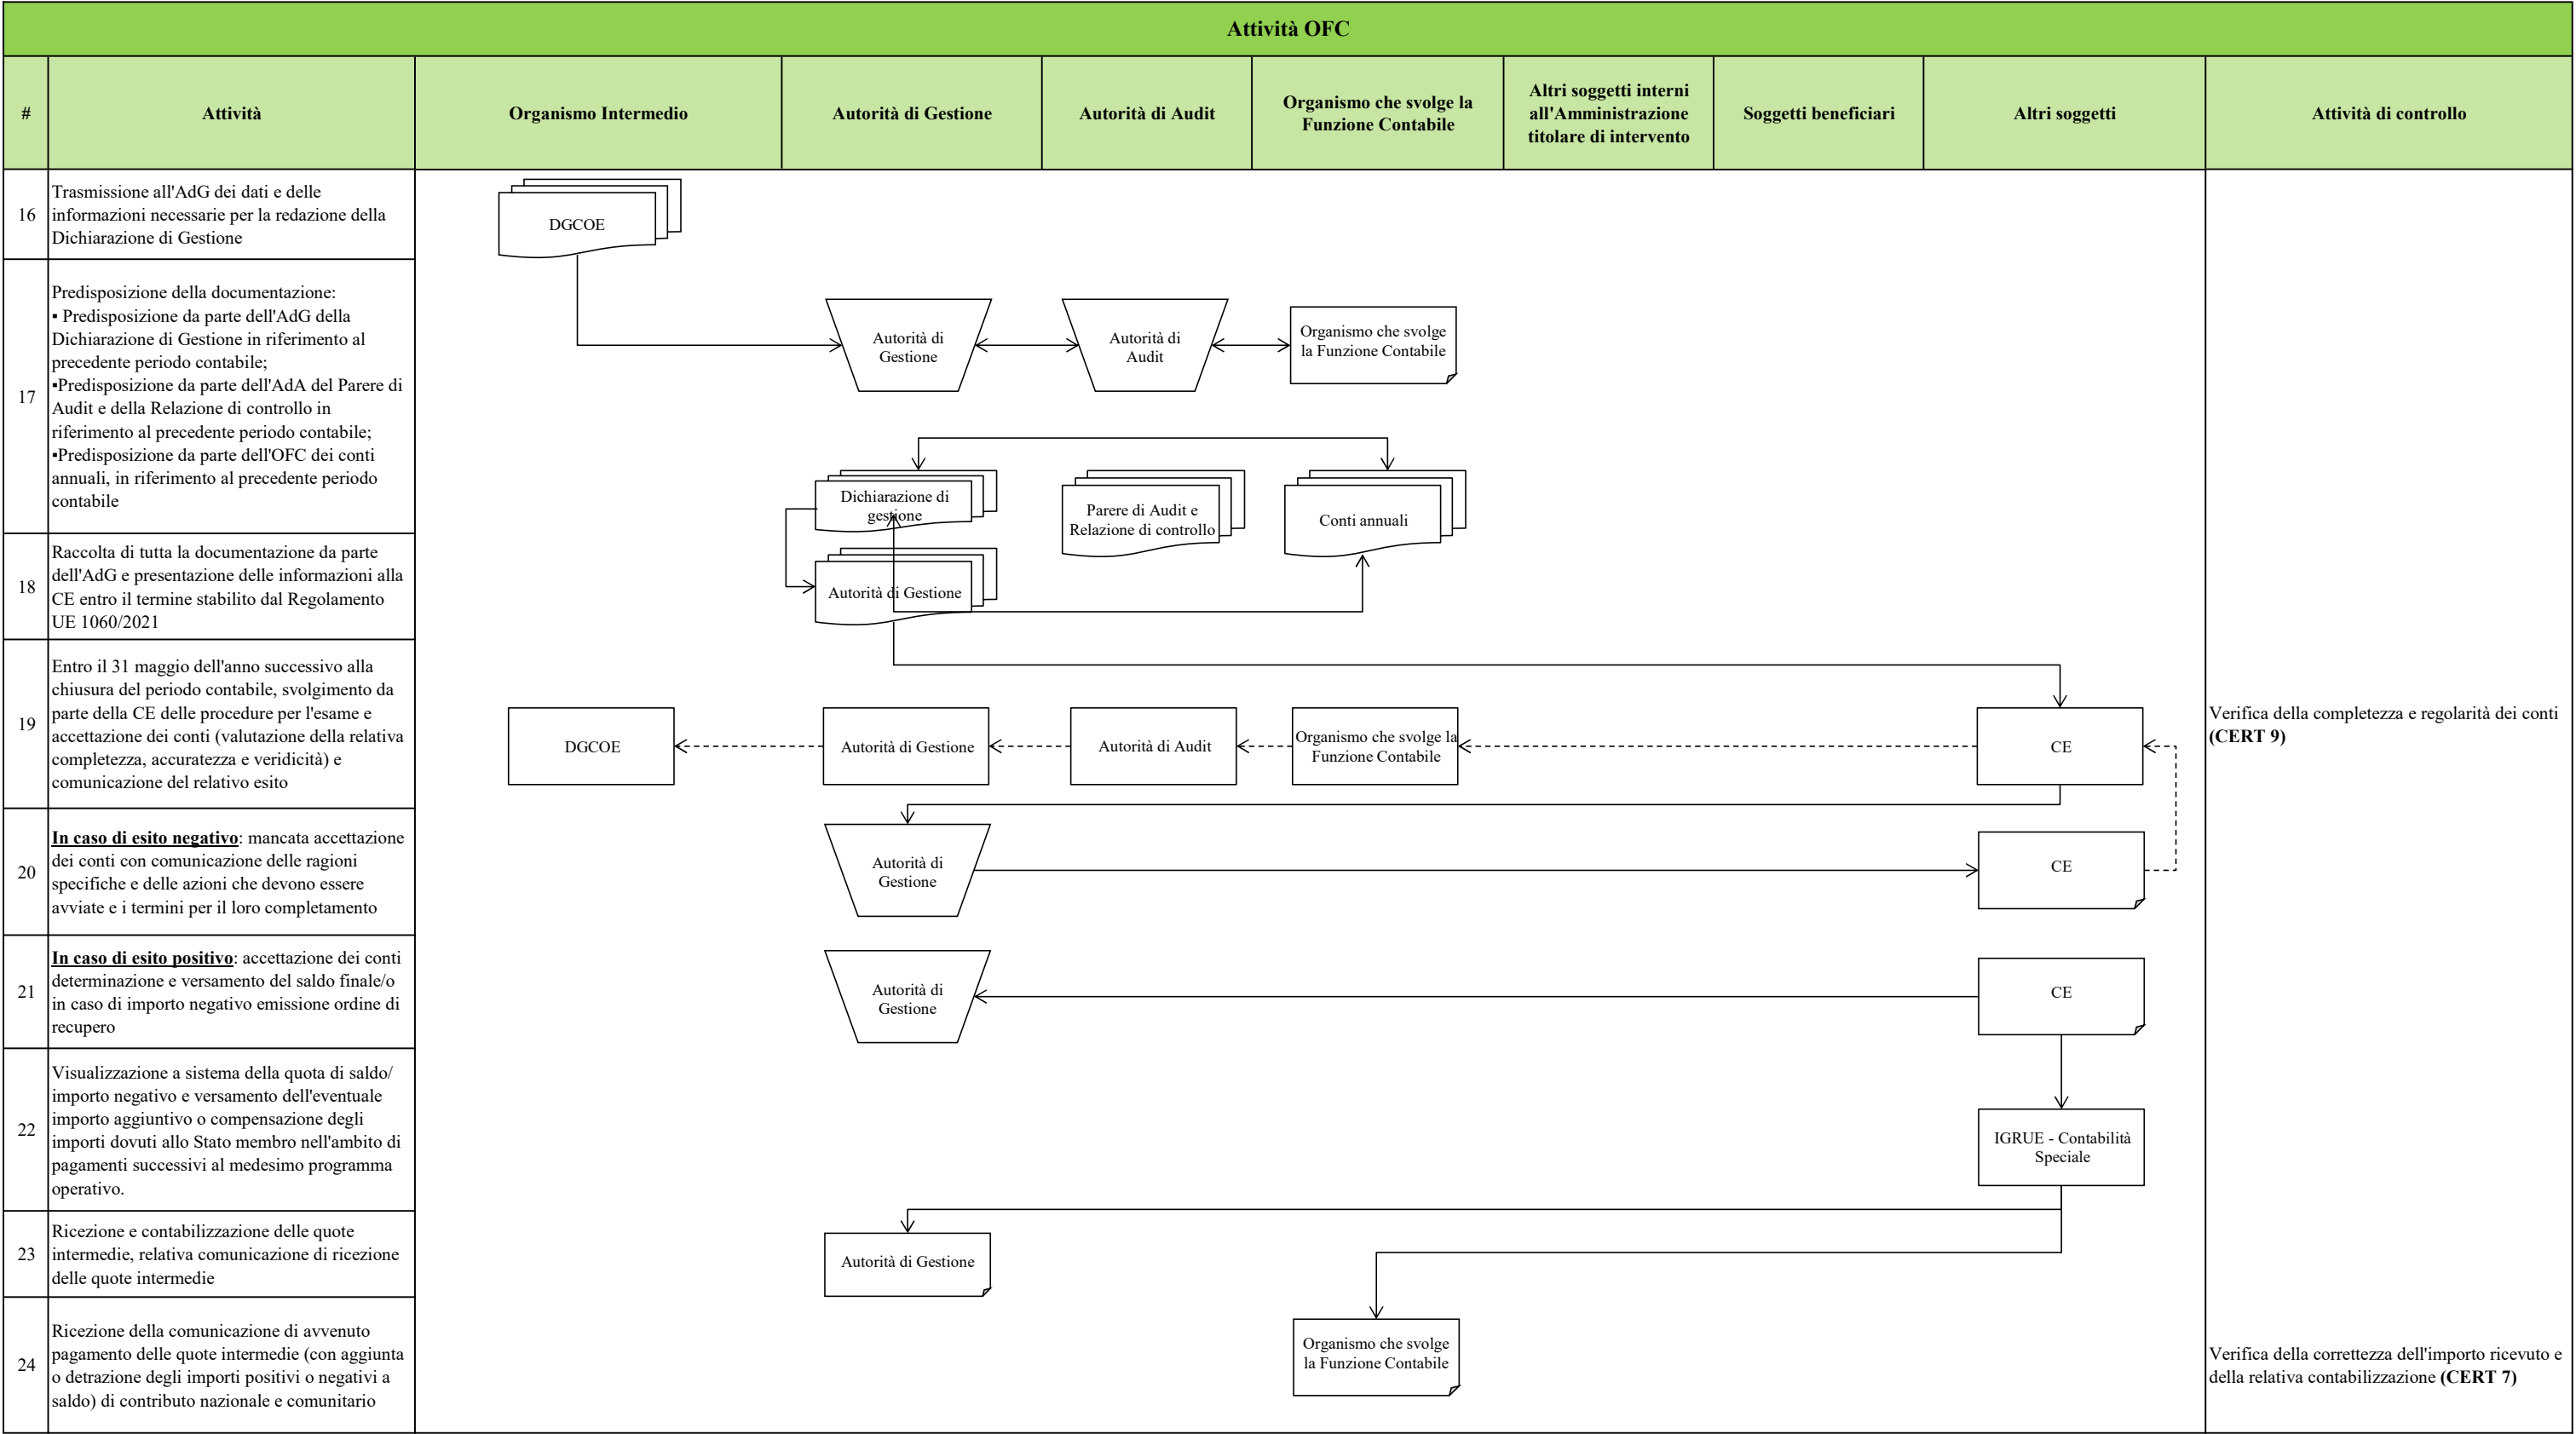 Attività OFC
#
Attività
Organismo Intermedio
Autorità di Gestione
Autorità di Audit
Organismo che svolge la
Funzione Contabile
Altri soggetti interni
all'Amministrazione
titolare di intervento
Soggetti beneficiari
Altri soggetti
Attività di controllo
16
Trasmissione all'AdG dei dati e delle
informazioni necessarie per la redazione della
Dichiarazione di Gestione
DGCOE
17
Predisposizione della documentazione:
▪ Predisposizione da parte dell'AdG della
Dichiarazione di Gestione in riferimento al
precedente periodo contabile;
▪Predisposizione da parte dell'AdA del Parere di
Audit e della Relazione di controllo in
riferimento al precedente periodo contabile;
▪Predisposizione da parte dell'OFC dei conti
annuali, in riferimento al precedente periodo
contabile
Autorità di
Gestione
Autorità di
Audit
Organismo che svolge
la Funzione Contabile
Dichiarazione di
gestione
Parere di Audit e
Relazione di controllo
Conti annuali
18
Raccolta di tutta la documentazione da parte
dell'AdG e presentazione delle informazioni alla
CE entro il termine stabilito dal Regolamento
UE 1060/2021
Autorità di Gestione
19
Entro il 31 maggio dell'anno successivo alla
chiusura del periodo contabile, svolgimento da
parte della CE delle procedure per l'esame e
accettazione dei conti (valutazione della relativa
completezza, accuratezza e veridicità) e
comunicazione del relativo esito
DGCOE
Autorità di Gestione
Autorità di Audit
Organismo che svolge la
Funzione Contabile
CE
Verifica della completezza e regolarità dei conti
(CERT 9)
20
In caso di esito negativo: mancata accettazione
dei conti con comunicazione delle ragioni
specifiche e delle azioni che devono essere
avviate e i termini per il loro completamento
Autorità di
Gestione
CE
21
In caso di esito positivo: accettazione dei conti
determinazione e versamento del saldo finale/o
in caso di importo negativo emissione ordine di
recupero
Autorità di
Gestione
CE
22
Visualizzazione a sistema della quota di saldo/
importo negativo e versamento dell'eventuale
importo aggiuntivo o compensazione degli
importi dovuti allo Stato membro nell'ambito di
pagamenti successivi al medesimo programma
operativo.
IGRUE - Contabilità
Speciale
23
Ricezione e contabilizzazione delle quote
intermedie, relativa comunicazione di ricezione
delle quote intermedie
Autorità di Gestione
24
Ricezione della comunicazione di avvenuto
pagamento delle quote intermedie (con aggiunta
o detrazione degli importi positivi o negativi a
saldo) di contributo nazionale e comunitario
Organismo che svolge
la Funzione Contabile
Verifica della correttezza dell'importo ricevuto e
della relativa contabilizzazione (CERT 7)